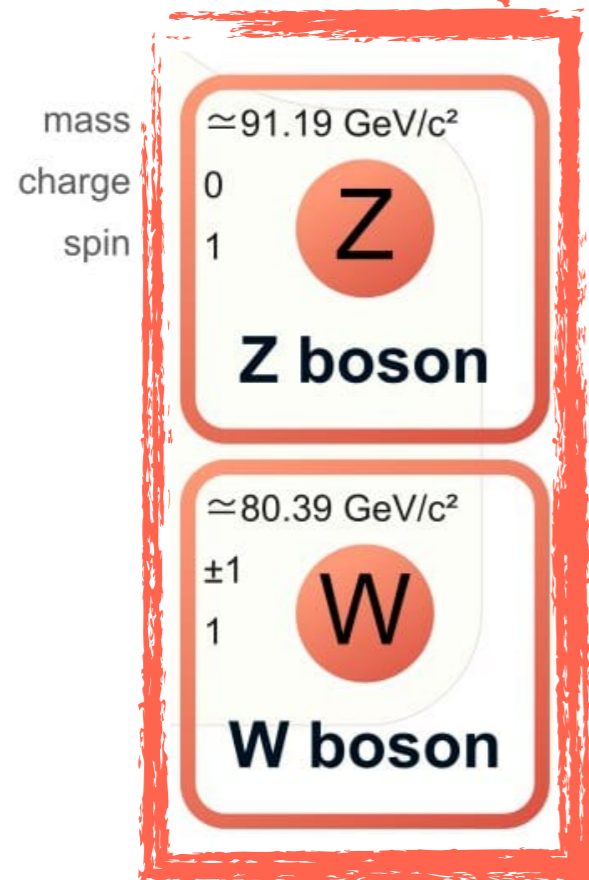 mass
≃91.19 GeV/c²
charge
0
spin
1
Z
Z boson
≃80.39 GeV/c²
±1
1
W
W boson